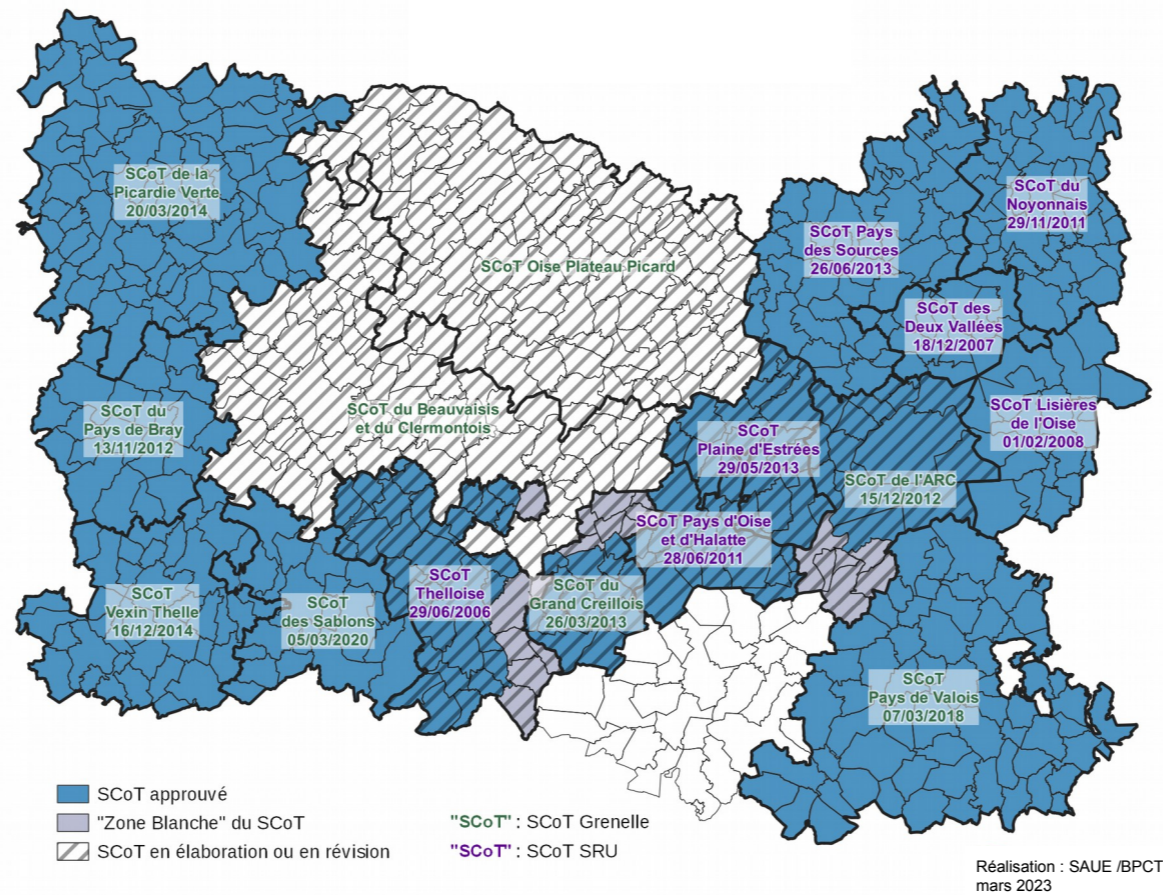 SCoT de la
Picardie Verte
20/03/2014
SCoT du
Noyonnais
29/11/2011
SCoT Pays
des Sources
26/06/2013
SCoT Oise Plateau Picard
SCoT des
Deux Vallées
18/12/2007
SCoT du
Pays de Bray
13/11/2012
SCoT du Beauvaisis
et du Clermontois
SCoT Lisières
de l'Oise
01/02/2008
SCoT
Plaine d'Estrées
29/05/2013
SCoT de l'ARC
15/12/2012
SCoT Pays d'Oise
et d'Halatte
28/06/2011
SCoT
Vexin Thelle
16/12/2014
SCoT
des Sablons
05/03/2020
SCoT
Thelloise
29/06/2006
SCoT du
Grand Creillois
26/03/2013
SCoT
Pays de Valois
07/03/2018
SCoT approuvé
"Zone Blanche" du SCoT
SCoT en élaboration ou en révision
"SCoT" : SCoT Grenelle
"SCoT" : SCoT SRU
Réalisation : SAUE /BPCT
mars 2023